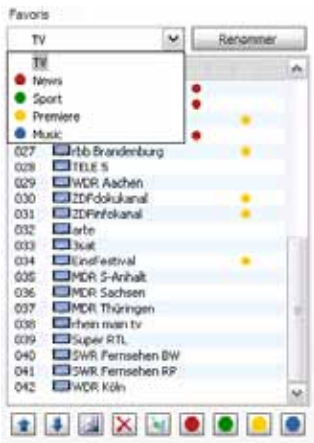 Favoris
TV Renommer
TV
News
Sport
Premiere
Music
027 rbb Brandenburg
028 TELE 5
029 WDR Aachen
030 ZDFdokukanal
031 ZDFinfokanal
032 arte
033 3sat
034 EinsFestival
035 MDR S-Anhalt
036 MDR Sachsen
037 MDR Thüringen
038 rhein main tv
039 Super RTL
040 SWR Fernsehen BW
041 SWR Fernsehen RP
042 WDR Köln